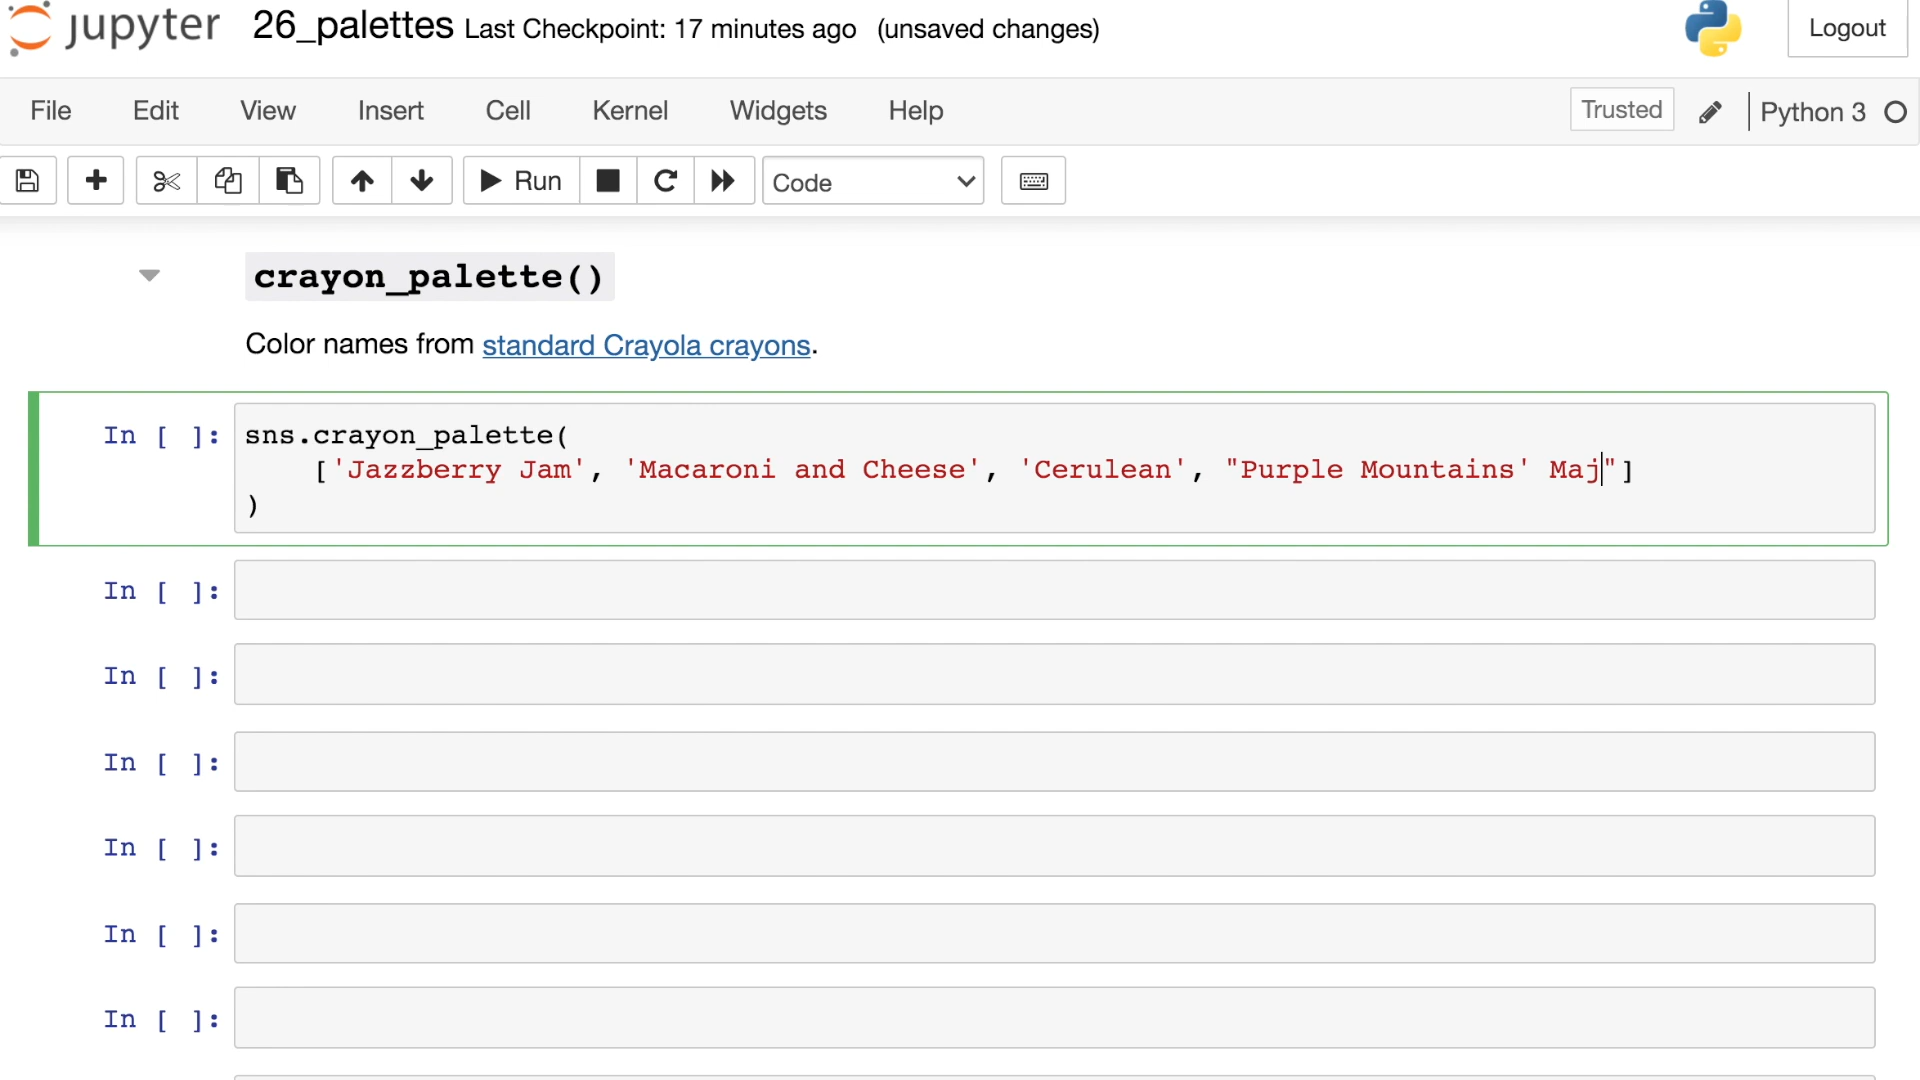 jupyter 26_palettes Last Checkpoint: 17 minutes ago (unsaved changes) Logout
File Edit View Insert Cell Kernel Widgets Help Trusted Python 3
Run Code
crayon_palette()
Color names from standard Crayola crayons.
In [ ]: sns.crayon_palette(
['Jazzberry Jam', 'Macaroni and Cheese', 'Cerulean', "Purple Mountains' Maj"]
)
In [ ]:
In [ ]:
In [ ]:
In [ ]:
In [ ]:
In [ ]: